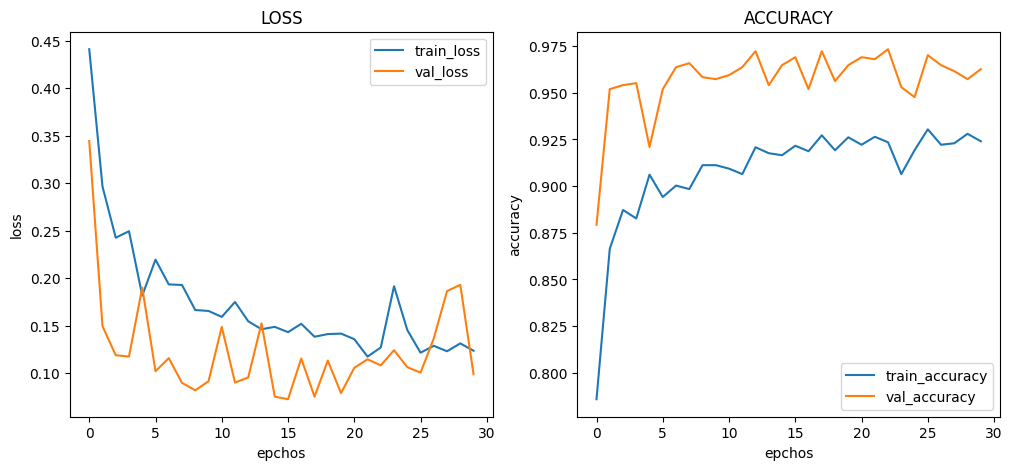 LOSS
0.45
0.40
0.35
0.30
0.25
0.20
0.15
0.10
loss
0 5 10 15 20 25 30
epchos
train_loss
val_loss
ACCURACY
0.975
0.950
0.925
0.900
0.875
0.850
0.825
0.800
accuracy
0 5 10 15 20 25 30
epchos
train_accuracy
val_accuracy